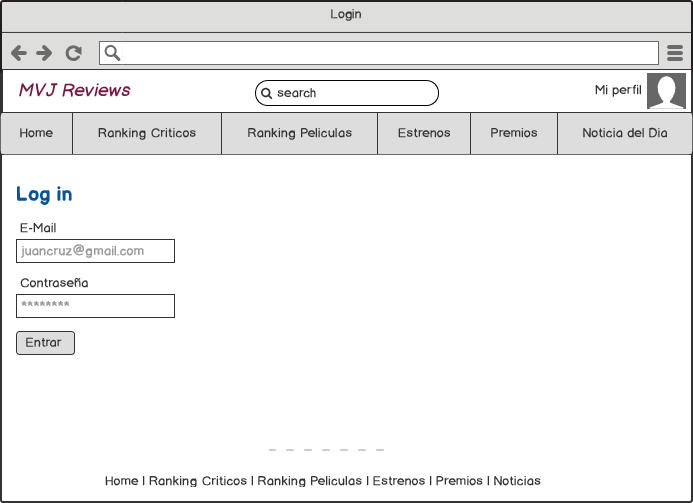 Login
MVJ Reviews
search
Mi perfil
Home
Ranking Criticos
Ranking Peliculas
Estrenos
Premios
Noticia del Dia
Log in
E-Mail
juancruz@gmail.com
Contraseña
********
Entrar
Home | Ranking Criticos | Ranking Peliculas | Estrenos | Premios | Noticias